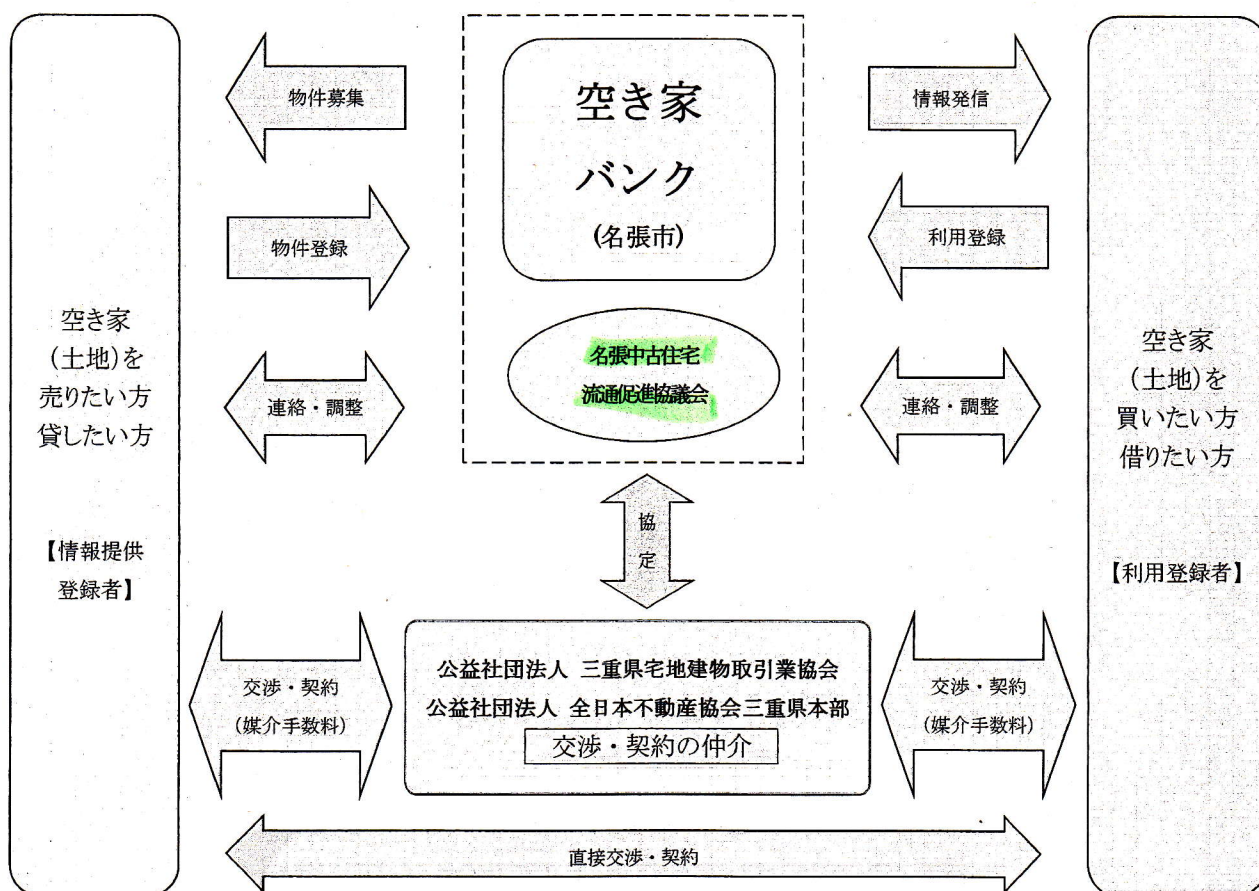 物件募集
空き家
バンク
(名張市)
情報発信
物件登録
利用登録
空き家
(土地)を
売りたい方
貸したい方
【情報提供
登録者】
名張中古住宅
流通促進協議会
連絡・調整
連絡・調整
空き家
(土地)を
買いたい方
借りたい方
【利用登録者】
協
定
交渉・契約
(媒介手数料)
公益社団法人 三重県宅地建物取引業協会
公益社団法人 全日本不動産協会三重県本部
交渉・契約の仲介
交渉・契約
(媒介手数料)
直接交渉・契約